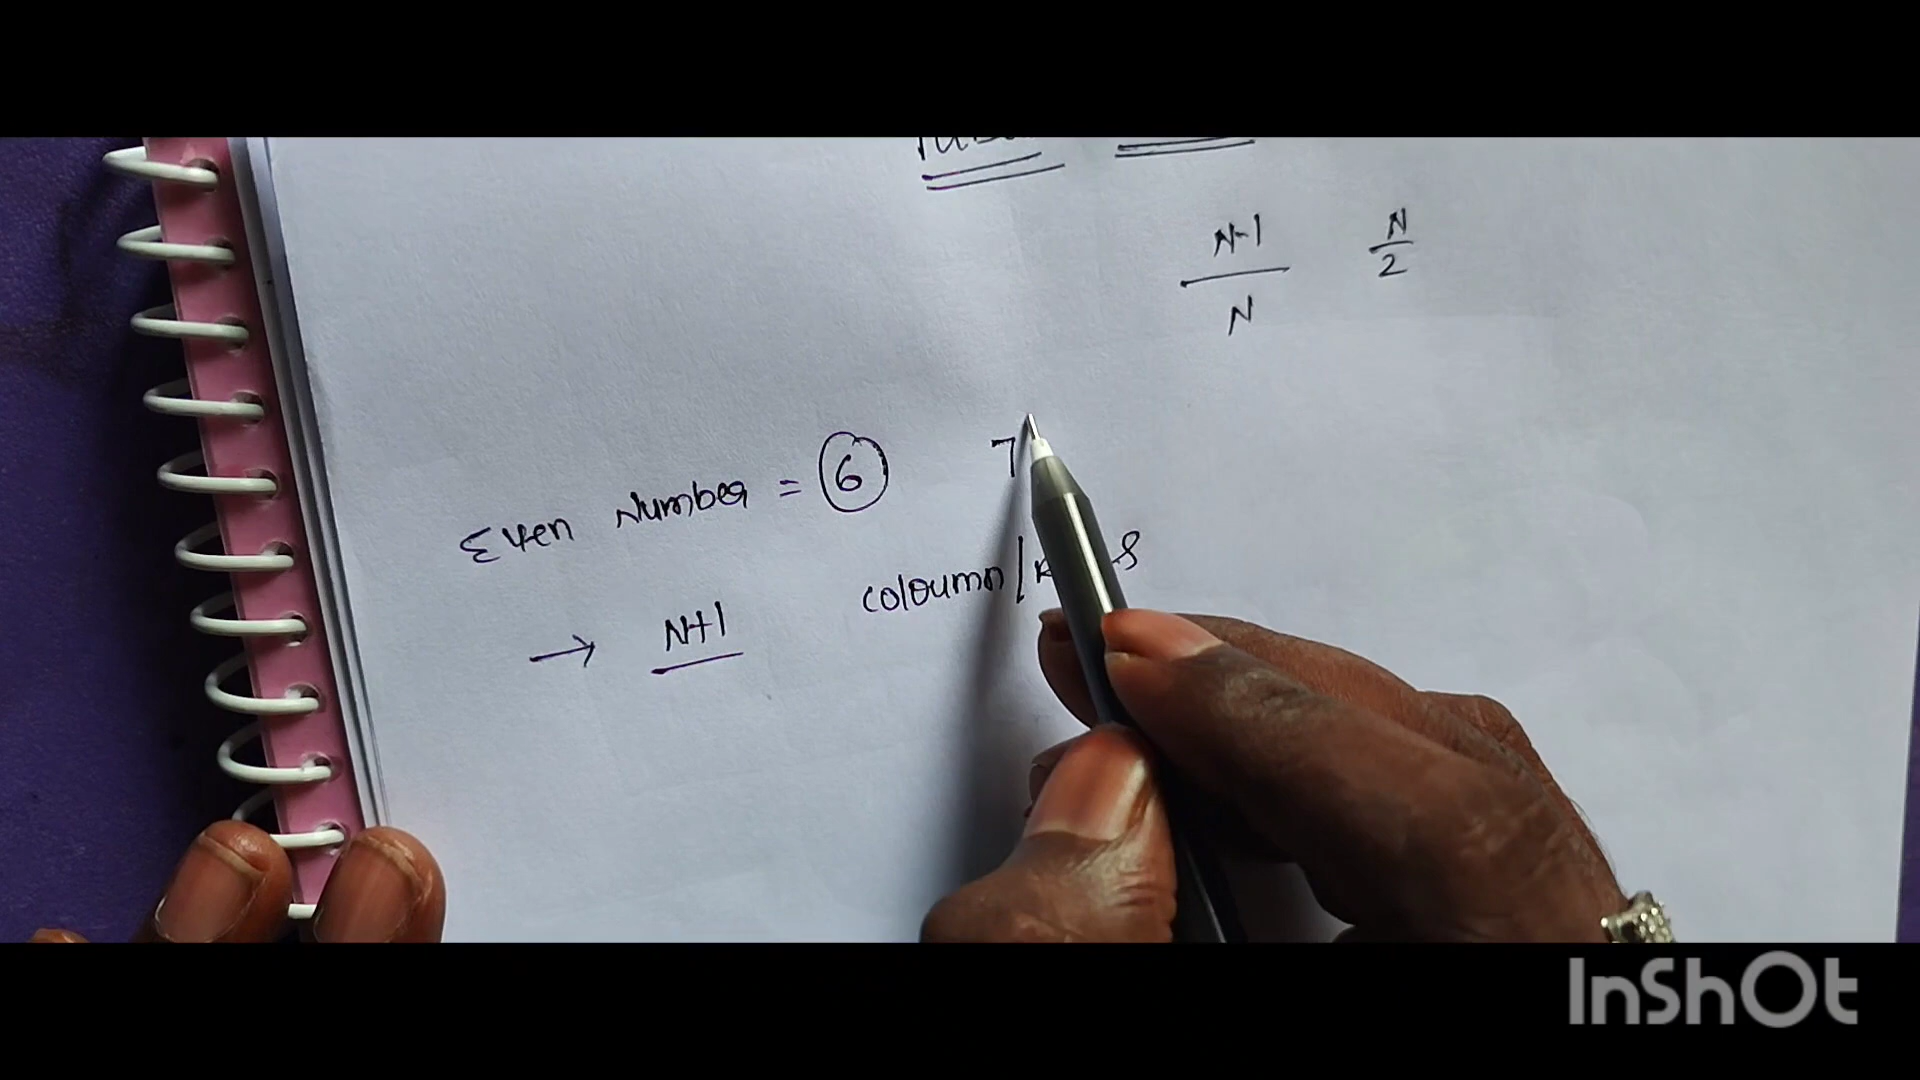 N-1
N
N
2
Even Number = 6 7
coloumn/
→ N+1
InShOt